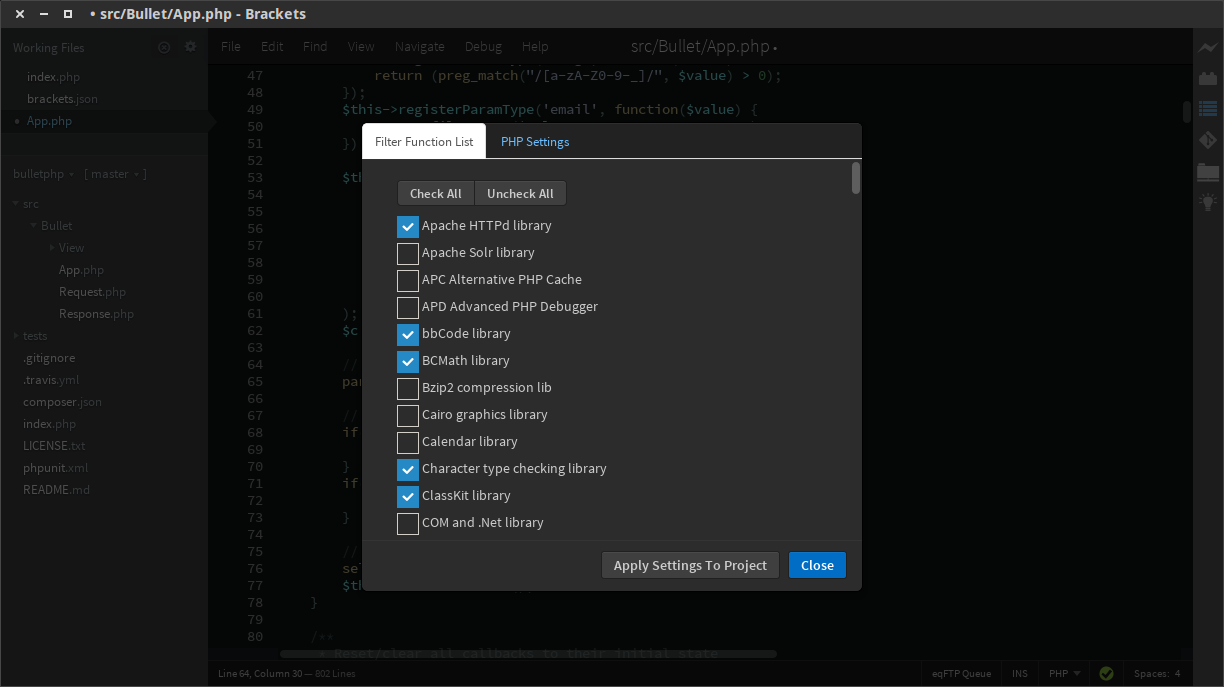 • src/Bullet/App.php - Brackets
Working Files
index.php
brackets.json
• App.php
bulletphp
[ master ]
src
Bullet
View
App.php
Request.php
Response.php
tests
.gitignore
.travis.yml
composer.json
index.php
LICENSE.txt
phpunit.xml
README.md
File Edit Find View Navigate Debug Help
src/Bullet/App.php •
47 return (preg_match("/[a-zA-Z0-9-_]/", $value) > 0);
48 });
49 $this->registerParamType('email', function($value) {
50
51 })
52
53 $th
54
55
56
57
58
59
60
61 );
62 $c
63
64 //
65 par
66
67 //
68 if
69
70 }
71 if
72
73 }
74
75 //
76 sel
77 $th
78 }
79
80 /**
* Reset/clear all callbacks to their initial state
Filter Function List
PHP Settings
Check All
Uncheck All
Apache HTTPd library
Apache Solr library
APC Alternative PHP Cache
APD Advanced PHP Debugger
bbCode library
BCMath library
Bzip2 compression lib
Cairo graphics library
Calendar library
Character type checking library
ClassKit library
COM and .Net library
Apply Settings To Project
Close
Line 64, Column 30 — 802 Lines
eqFTP Queue
INS
PHP
Spaces: 4